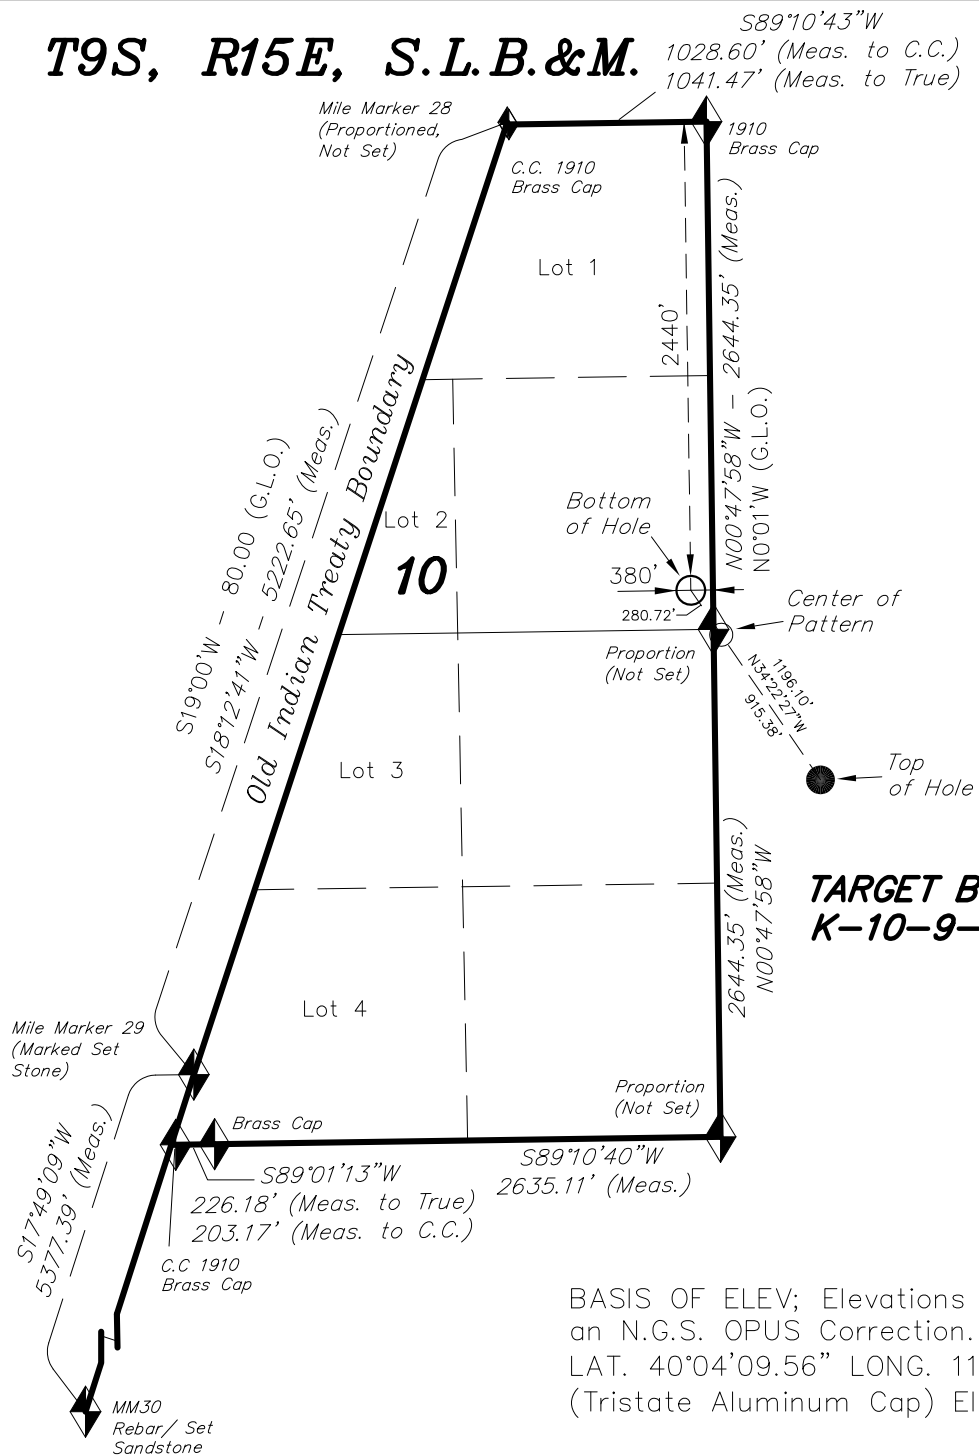 T9S, R15E, S.L.B.&M.
S89°10'43"W
1028.60' (Meas. to C.C.)
1041.47' (Meas. to True)
Mile Marker 28
(Proportioned,
Not Set)
1910
Brass Cap
C.C. 1910
Brass Cap
Lot 1
2440'
N00°47'58"W - 2644.35' (Meas.)
N0°01'W (G.L.O.)
S19°00'W - 80.00 (G.L.O.)
S18°12'41"W - 5222.65' (Meas.)
Old Indian Treaty Boundary
Lot 2
10
Bottom
of Hole
380'
280.72'
Center of
Pattern
Proportion
(Not Set)
1196.10'
N34°22'27"W
915.38'
Top
of Hole
Lot 3
TARGET B
K-10-9-
2644.35' (Meas.)
N00°47'58"W
Lot 4
Mile Marker 29
(Marked Set
Stone)
Proportion
(Not Set)
Brass Cap
S89°01'13"W
226.18' (Meas. to True)
203.17' (Meas. to C.C.)
S89°10'40"W
2635.11' (Meas.)
S17°49'09"W
5377.39' (Meas.)
C.C 1910
Brass Cap
BASIS OF ELEV; Elevations
an N.G.S. OPUS Correction.
LAT. 40°04'09.56" LONG. 11
(Tristate Aluminum Cap) El
MM30
Rebar/ Set
Sandstone